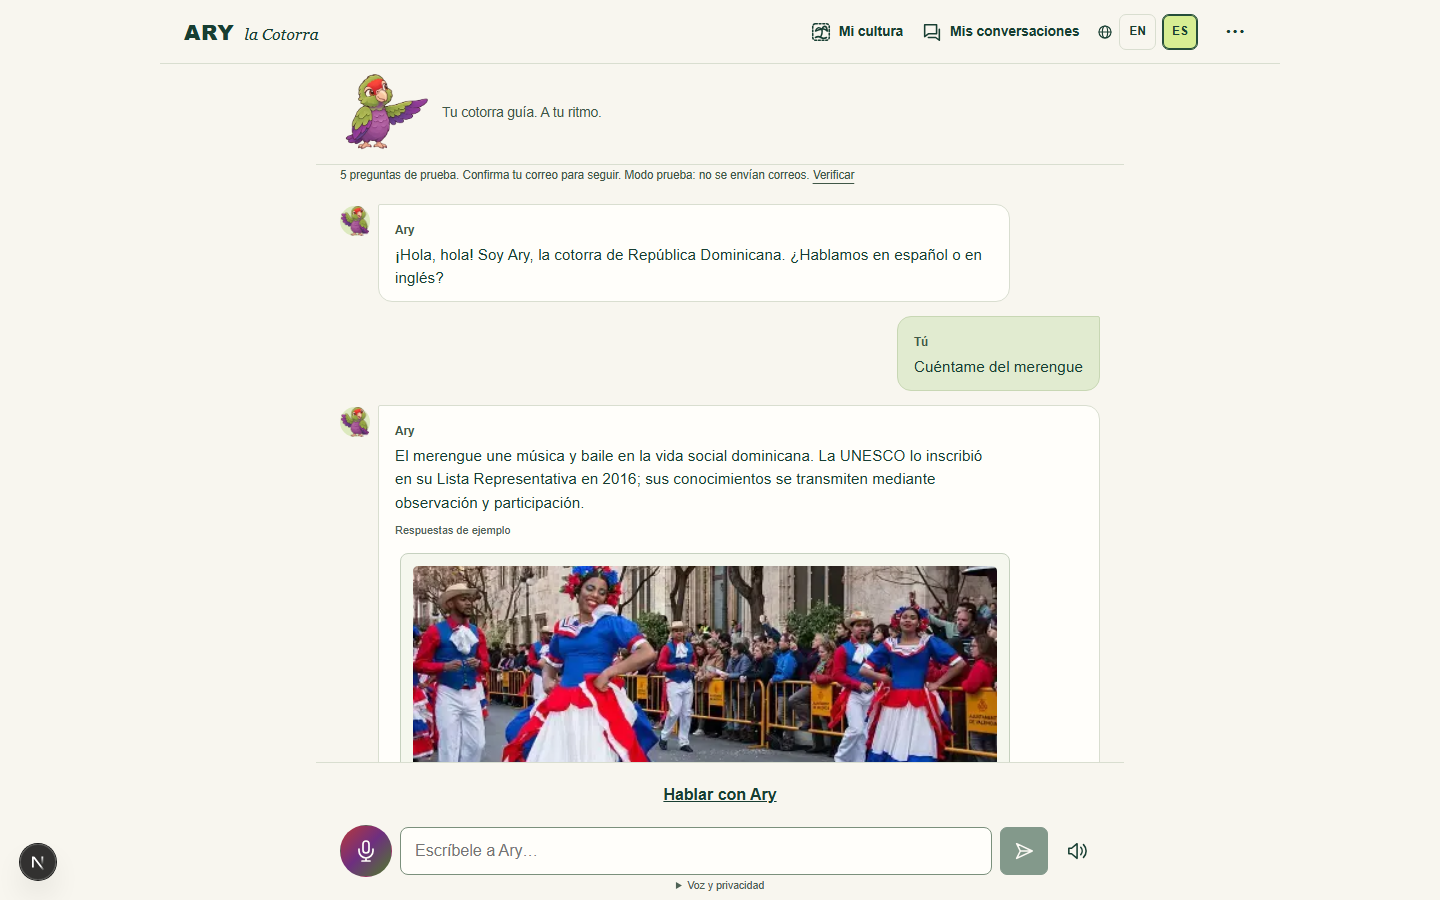 ARY la Cotorra
Mi cultura
Mis conversaciones
EN
ES
Tu cotorra guía. A tu ritmo.
5 preguntas de prueba. Confirma tu correo para seguir. Modo prueba: no se envían correos. Verificar
Ary
¡Hola, hola! Soy Ary, la cotorra de República Dominicana. ¿Hablamos en español o en
inglés?
Tú
Cuéntame del merengue
Ary
El merengue une música y baile en la vida social dominicana. La UNESCO lo inscribió
en su Lista Representativa en 2016; sus conocimientos se transmiten mediante
observación y participación.
Respuestas de ejemplo
Hablar con Ary
Escríbele a Ary…
N
Voz y privacidad